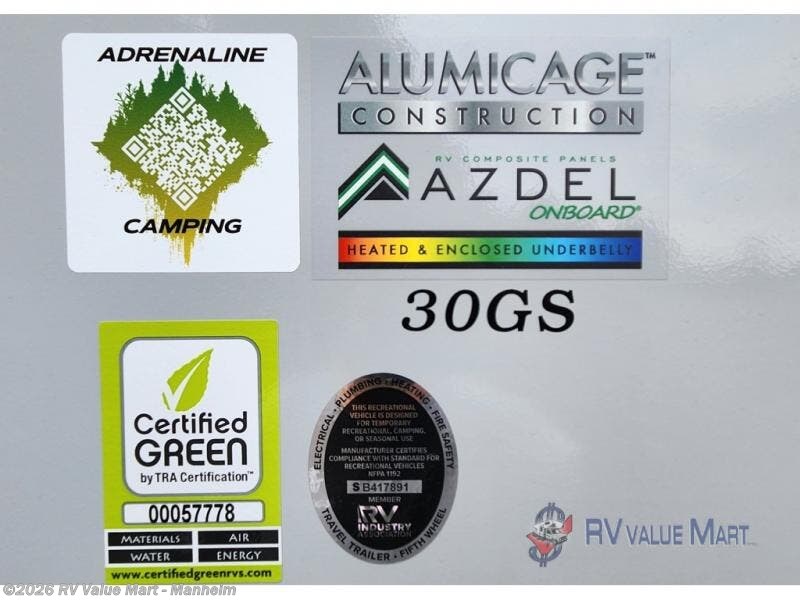 ADRENALINE
CAMPING
ALUMICAGE™
CONSTRUCTION
RV COMPOSITE PANELS
AZDEL
ONBOARD®
HEATED & ENCLOSED UNDERBELLY
30GS
Certified
GREEN
by TRA Certification™
00057778
MATERIALS AIR
WATER ENERGY
www.certifiedgreenrvs.com
ELECTRICAL · PLUMBING · HEATING · FIRE SAFETY
THIS RECREATIONAL
VEHICLE IS DESIGNED
FOR TEMPORARY
RECREATIONAL, CAMPING,
OR SEASONAL USE
MANUFACTURER CERTIFIES
COMPLIANCE WITH STANDARD FOR
RECREATIONAL VEHICLES
NFPA 1192
SB417891
MEMBER
RV
INDUSTRY
ASSOCIATION
TRAVEL TRAILER · FIFTH WHEEL
RV VALUE MART
©2026 RV Value Mart - Manheim